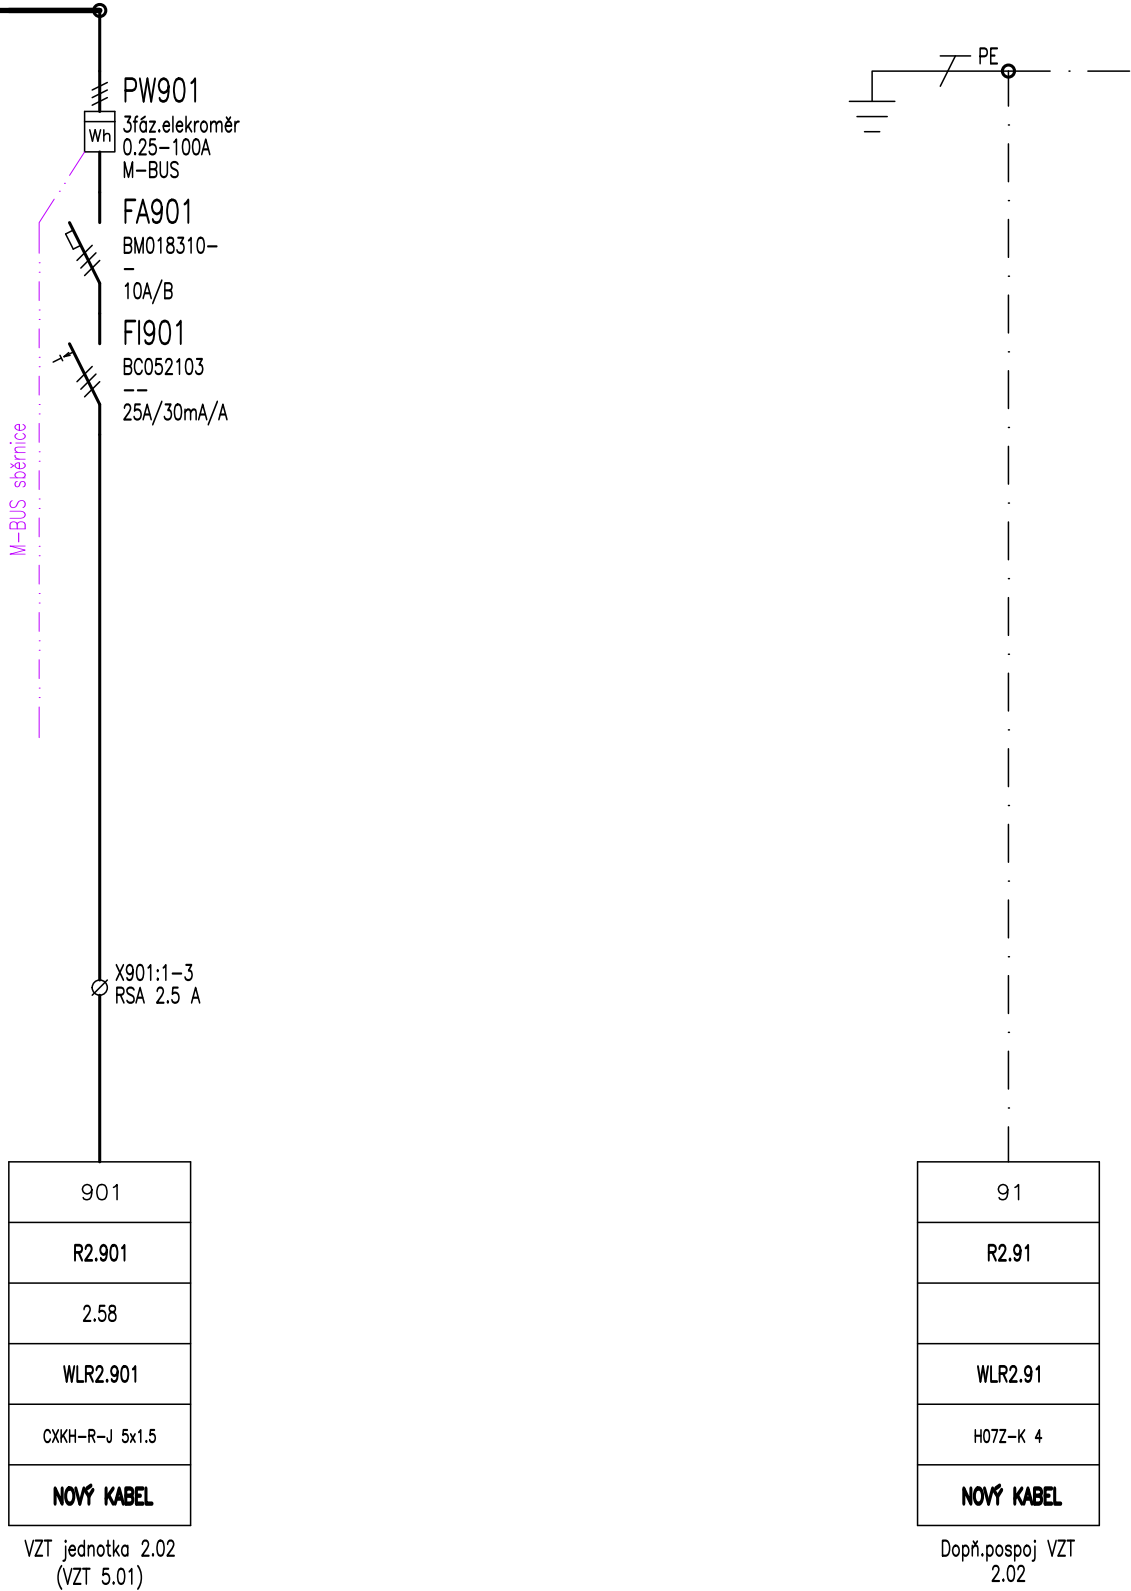 PW901
Wh
3fáz.elekroměr
0.25-100A
M-BUS
FA901
BM018310-
-
10A/B
FI901
BC052103
--
25A/30mA/A
M-BUS sběrnice
X901:1-3
RSA 2.5 A
901
R2.901
2.58
WLR2.901
CXKH-R-J 5x1.5
NOVÝ KABEL
VZT jednotka 2.02
(VZT 5.01)
PE
91
R2.91
WLR2.91
H07Z-K 4
NOVÝ KABEL
Dopň.pospoj VZT
2.02